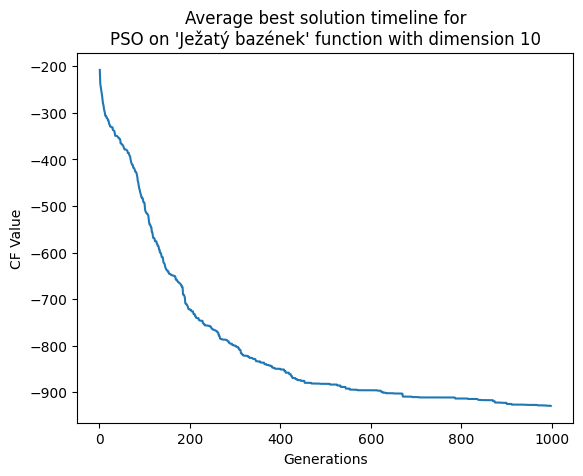 Average best solution timeline for
PSO on 'Ježatý bazének' function with dimension 10
−200
−300
−400
−500
−600
−700
−800
−900
CF Value
0 200 400 600 800 1000
Generations